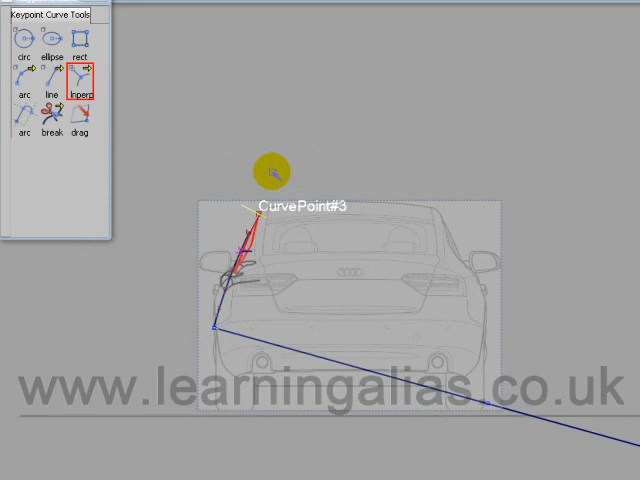 Keypoint Curve Tools
circ ellipse rect
arc line lnperp
arc break drag
CurvePoint#3
www.learningalias.co.uk